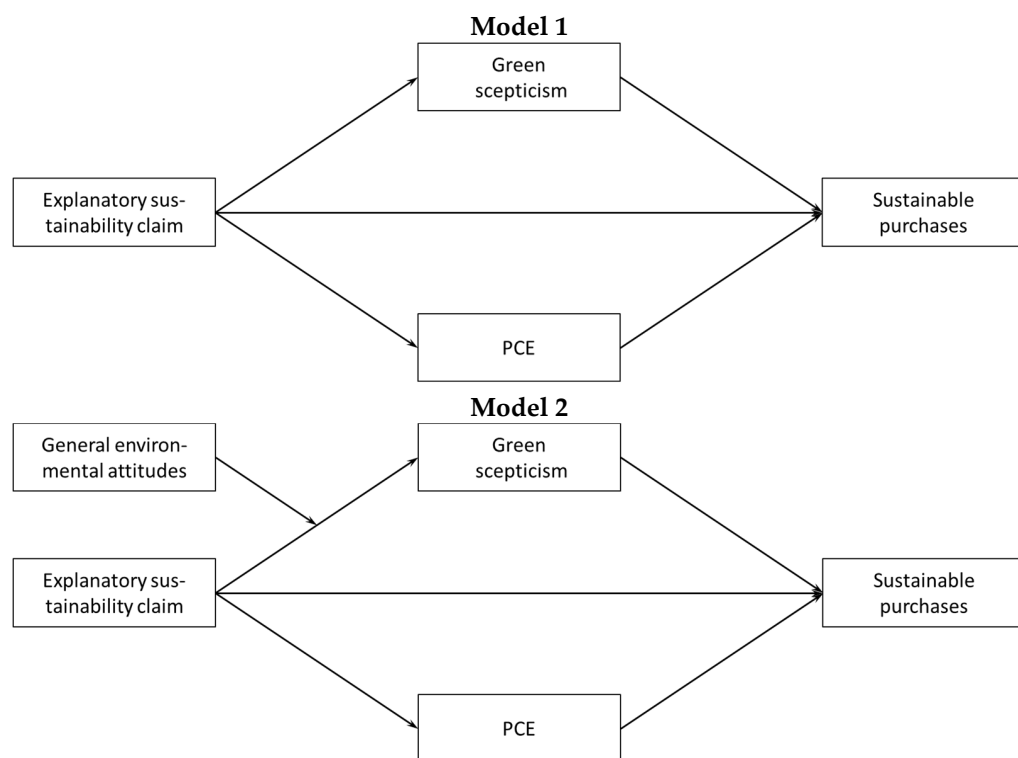 Model 1
Green
scepticism
Explanatory sus-
tainability claim
Sustainable
purchases
PCE
Model 2
General environ-
mental attitudes
Green
scepticism
Explanatory sus-
tainability claim
Sustainable
purchases
PCE